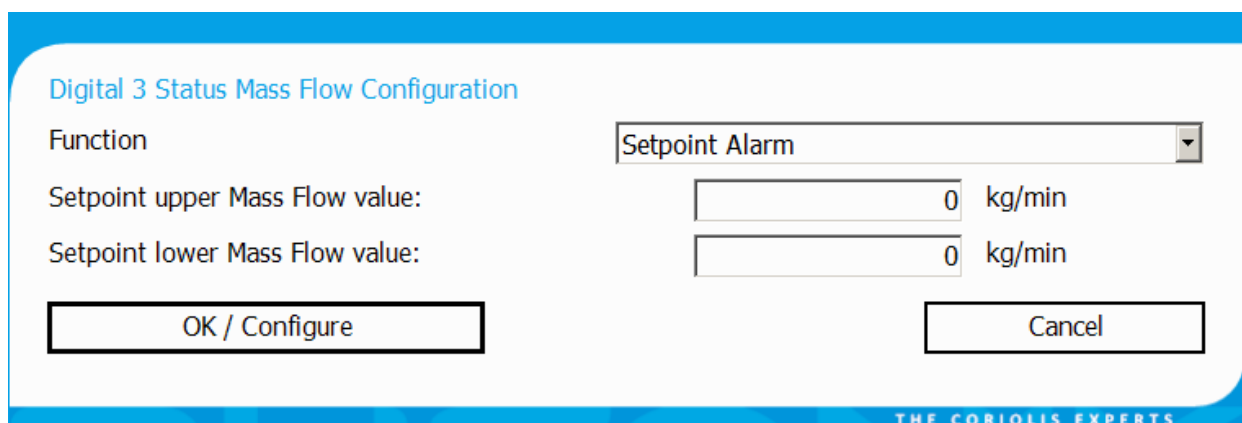 Digital 3 Status Mass Flow Configuration
Function Setpoint Alarm
Setpoint upper Mass Flow value: 0 kg/min
Setpoint lower Mass Flow value: 0 kg/min
OK / Configure Cancel
THE CORIOLIS EXPERTS